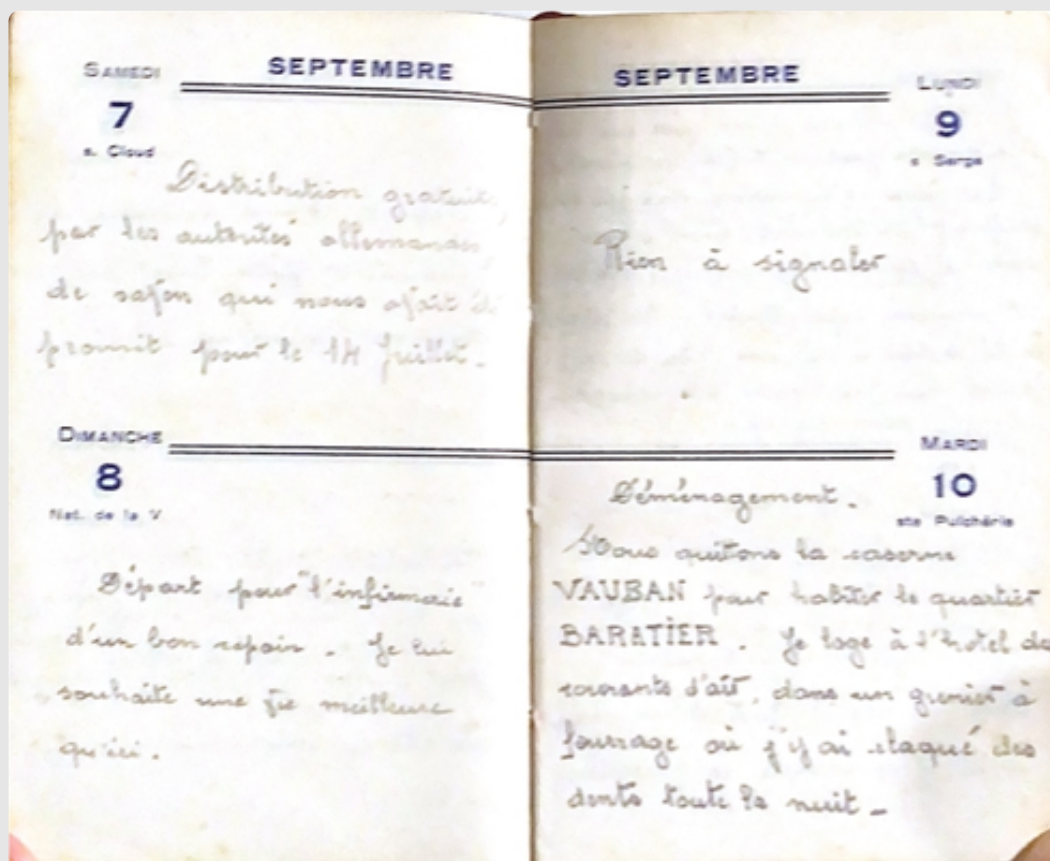 SAMEDI SEPTEMBRE
7
s. Cloud
Distribution gratuite,
par les autorités allemandes,
de savon qui nous avait été
promit pour le 14 Juillet.
DIMANCHE
8
Nat. de la V
Départ pour "l'infirmerie"
d'un bon copain. Je lui
souhaite une vie meilleure
qu'ici.
SEPTEMBRE LUNDI
9
s Serge
Rien à signaler
MARDI
10
ste Pulchérie
Déménagement.
Nous quitons la caserne
VAUBAN pour habiter le quartier
BARATIER. Je loge à l'hotel des
courants d'air, dans un grenier à
fourrage où j'y ai claqué des
dents toute la nuit -